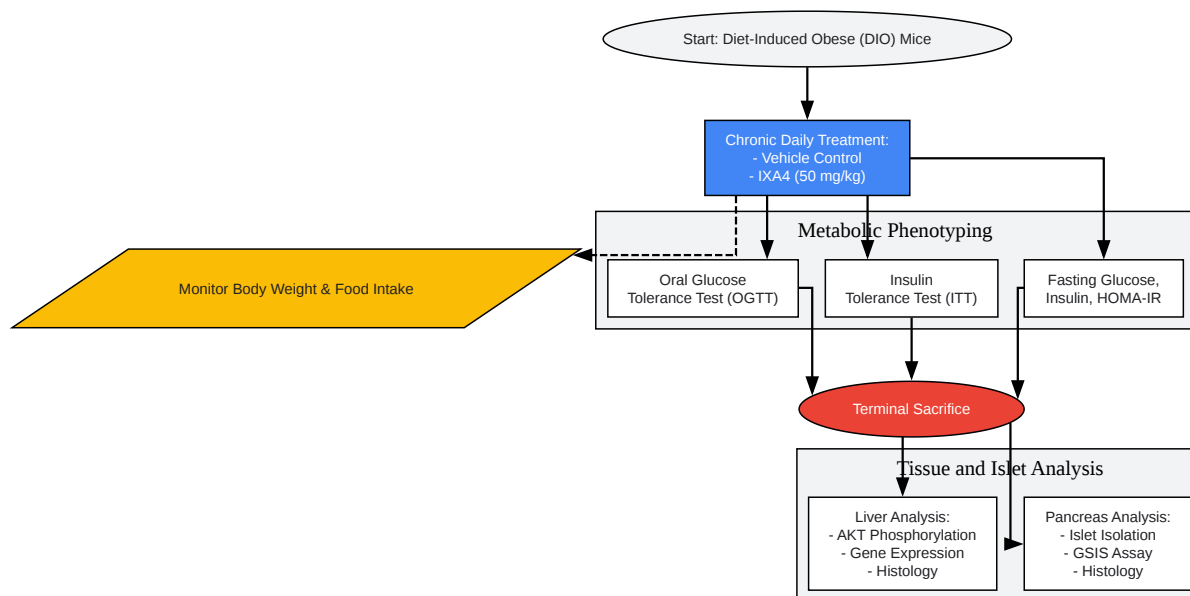 Start: Diet-Induced Obese (DIO) Mice
Chronic Daily Treatment:
- Vehicle Control
- IXA4 (50 mg/kg)
Metabolic Phenotyping
Monitor Body Weight & Food Intake
Oral Glucose
Tolerance Test (OGTT)
Insulin
Tolerance Test (ITT)
Fasting Glucose,
Insulin, HOMA-IR
Terminal Sacrifice
Tissue and Islet Analysis
Liver Analysis:
- AKT Phosphorylation
- Gene Expression
- Histology
Pancreas Analysis:
- Islet Isolation
- GSIS Assay
- Histology